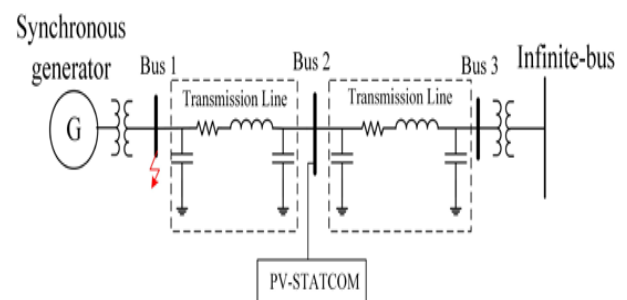 Synchronous
generator
Bus 1
Bus 2
Bus 3
Infinite-bus
Transmission Line
Transmission Line
G
PV-STATCOM